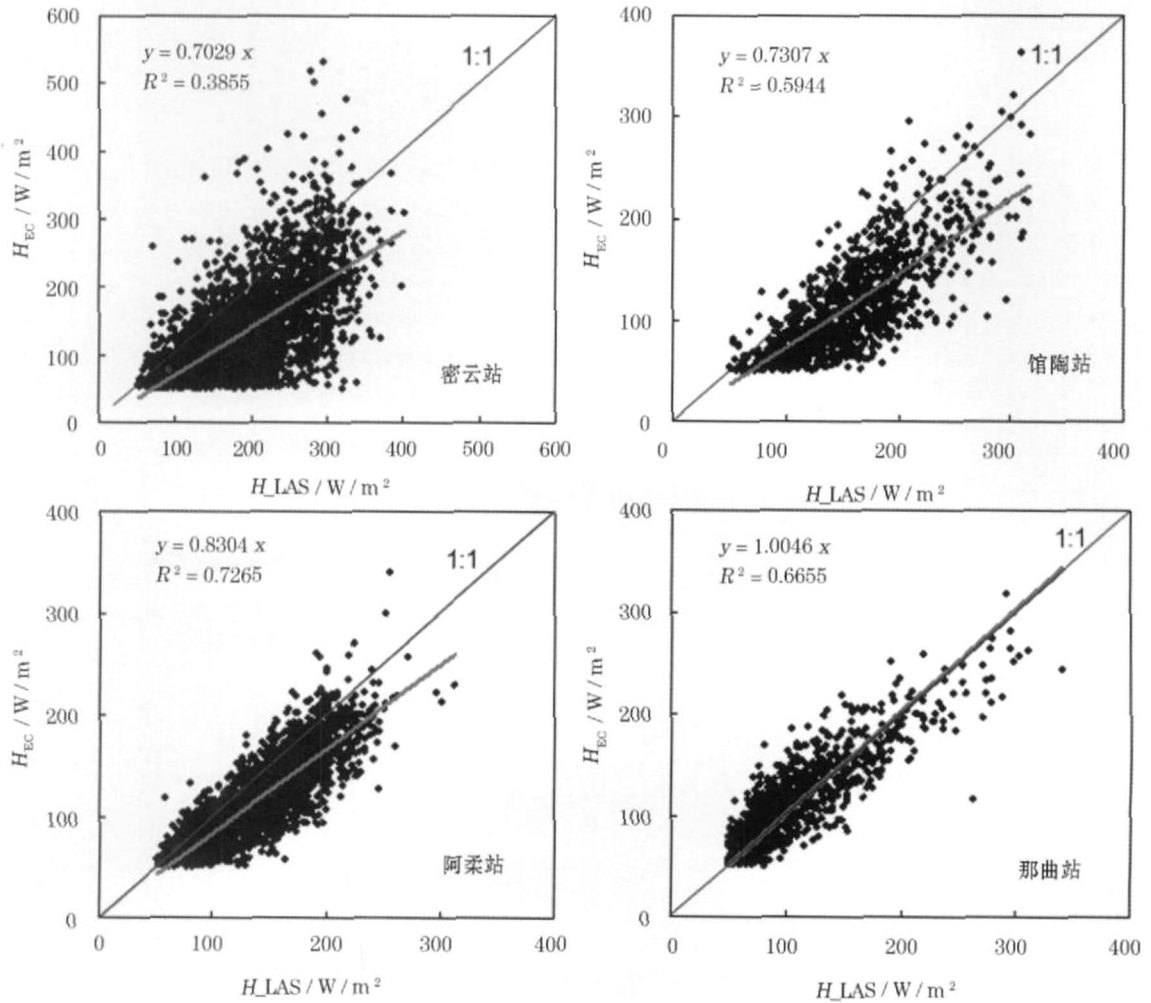 600
500
400
300
200
100
0
y = 0.7029 x
R² = 0.3855
1:1
密云站
H_EC / W / m²
0 100 200 300 400 500 600
H_LAS / W / m²
400
300
200
100
0
y = 0.7307 x
R² = 0.5944
1:1
馆陶站
H_EC / W / m²
0 100 200 300 400
H_LAS / W / m²
400
300
200
100
0
y = 0.8304 x
R² = 0.7265
1:1
阿柔站
H_EC / W / m²
0 100 200 300 400
H_LAS / W / m²
400
300
200
100
0
y = 1.0046 x
R² = 0.6655
1:1
那曲站
H_EC / W / m²
0 100 200 300 400
H_LAS / W / m²